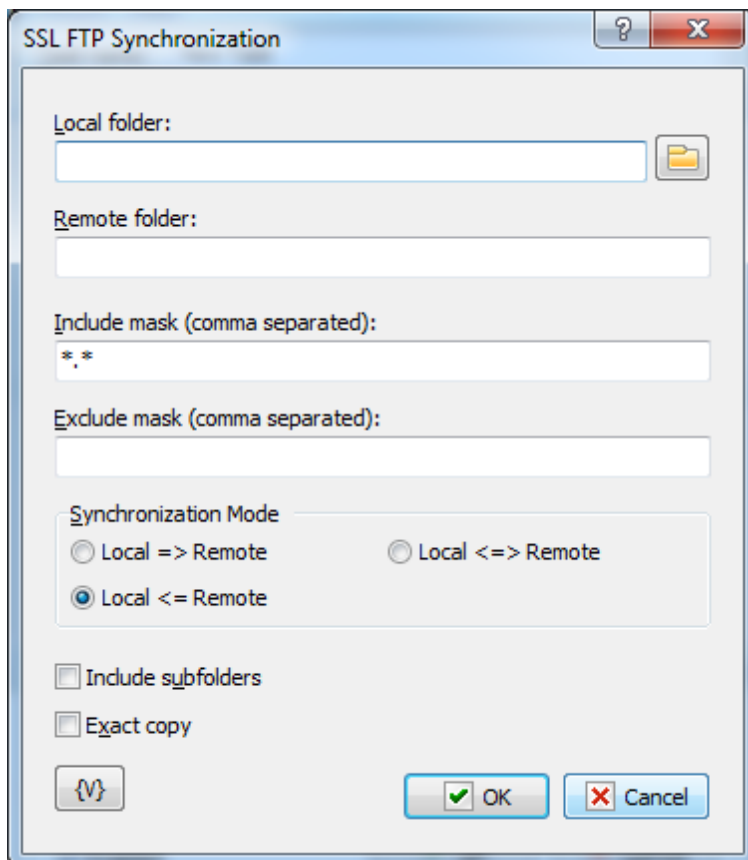 SSL FTP Synchronization
Local folder:
Remote folder:
Include mask (comma separated):
*.*
Exclude mask (comma separated):
Synchronization Mode
Local => Remote
Local <=> Remote
Local <= Remote
Include subfolders
Exact copy
{V}
OK
Cancel